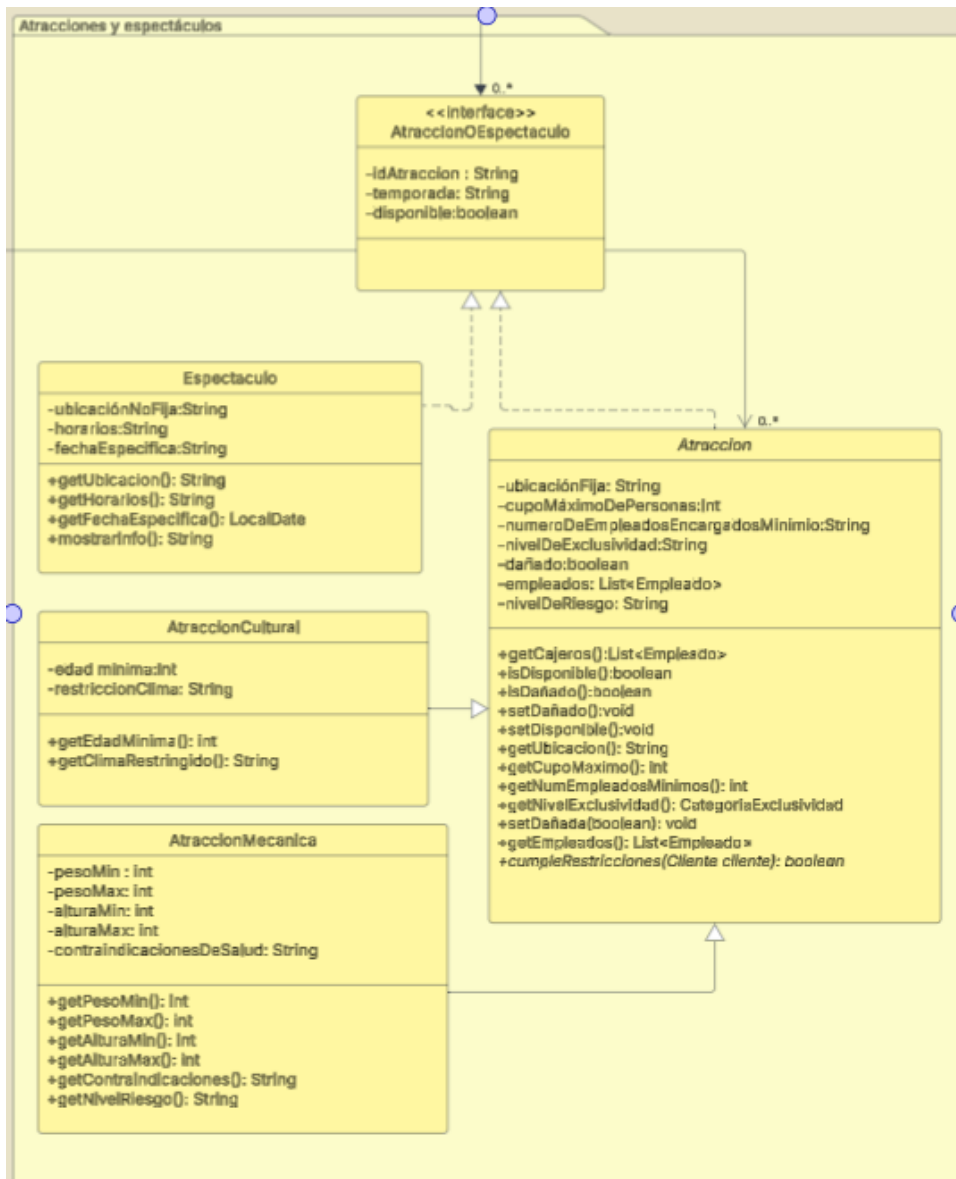 Atracciones y espectáculos
0..*
<<interface>>
AtraccionOEspectaculo
-idAtraccion : String
-temporada: String
-disponible:boolean
Espectaculo
-ubicaciónNoFija:String
-horarios:String
-fechaEspecifica:String
+getUbicacion(): String
+getHorarios(): String
+getFechaEspecifica(): LocalDate
+mostrarInfo(): String
0..*
Atraccion
-ubicaciónFija: String
-cupoMáximoDePersonas:Int
-numeroDeEmpleadosEncargadosMinimio:String
-nivelDeExclusividad:String
-dañado:boolean
-empleados: List<Empleado>
-nivelDeRiesgo: String
+getCajeros():List<Empleado>
+isDisponible():boolean
+isDañado():boolean
+setDañado():void
+setDisponible():void
+getUbicacion(): String
+getCupoMaximo(): int
+getNumEmpleadosMinimos(): int
+getNivelExclusividad(): CategoriaExclusividad
+setDañada(boolean): void
+getEmpleados(): List<Empleado>
+cumpleRestricciones(Cliente cliente): boolean
AtraccionCultural
-edad minima:int
-restriccionClima: String
+getEdadMinima(): int
+getClimaRestringido(): String
AtraccionMecanica
-pesoMin : int
-pesoMax: int
-alturaMin: int
-alturaMax: int
-contraindicacionesDeSalud: String
+getPesoMin(): int
+getPesoMax(): int
+getAlturaMin(): int
+getAlturaMax(): int
+getContraindicaciones(): String
+getNivelRiesgo(): String